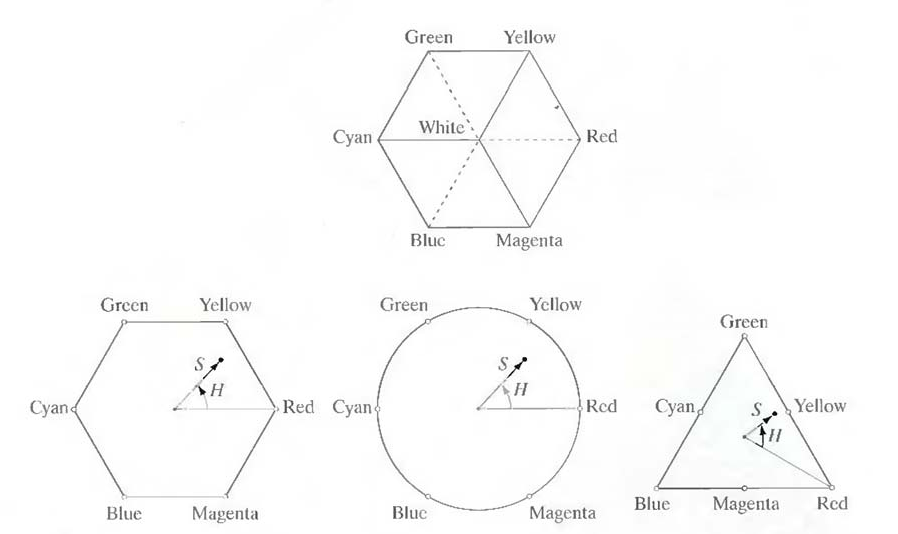 Green Yellow
Cyan White Red
Blue Magenta
Green Yellow
S
H
Cyan Red
Blue Magenta
Green Yellow
S
H
Cyan Red
Blue Magenta
Green
Cyan S Yellow
H
Blue Magenta Red